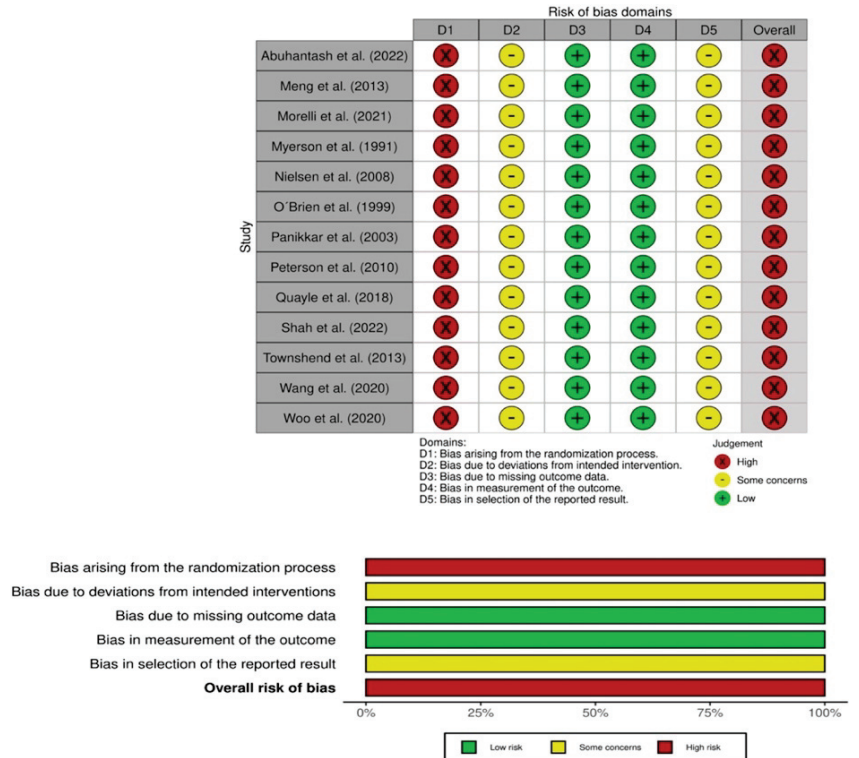 Risk of bias domains
D1 D2 D3 D4 D5 Overall
Study
Abuhantash et al. (2022) X - + + - X
Meng et al. (2013) X - + + - X
Morelli et al. (2021) X - + + - X
Myerson et al. (1991) X - + + - X
Nielsen et al. (2008) X - + + - X
O´Brien et al. (1999) X - + + - X
Panikkar et al. (2003) X - + + - X
Peterson et al. (2010) X - + + - X
Quayle et al. (2018) X - + + - X
Shah et al. (2022) X - + + - X
Townshend et al. (2013) X - + + - X
Wang et al. (2020) X - + + - X
Woo et al. (2020) X - + + - X
Domains:
D1: Bias arising from the randomization process.
D2: Bias due to deviations from intended intervention.
D3: Bias due to missing outcome data.
D4: Bias in measurement of the outcome.
D5: Bias in selection of the reported result.
Judgement
X High
- Some concerns
+ Low
Bias arising from the randomization process
Bias due to deviations from intended interventions
Bias due to missing outcome data
Bias in measurement of the outcome
Bias in selection of the reported result
Overall risk of bias
0% 25% 50% 75% 100%
Low risk Some concerns High risk